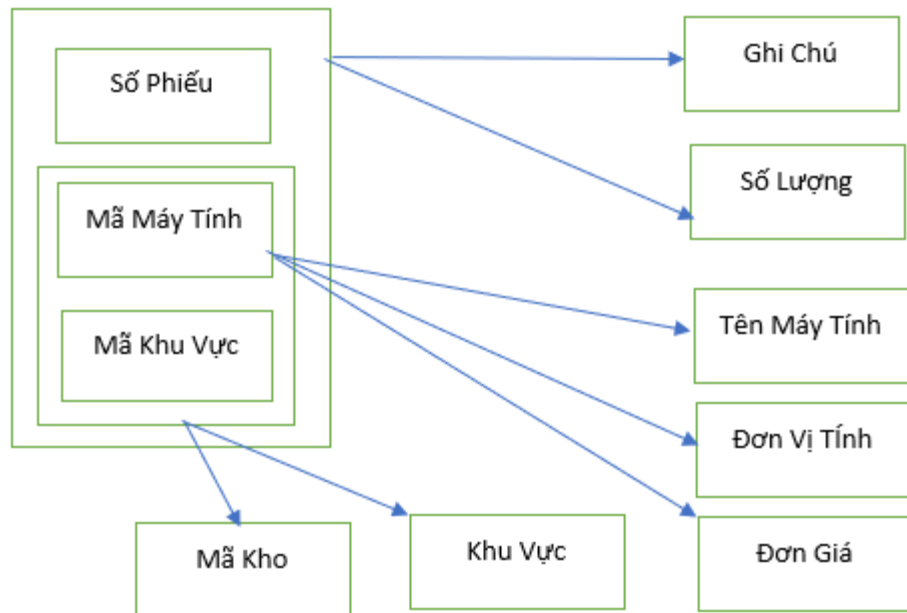 Số Phiếu
Mã Máy Tính
Mã Khu Vực
Ghi Chú
Số Lượng
Tên Máy Tính
Đơn Vị TÍnh
Đơn Giá
Mã Kho
Khu Vực